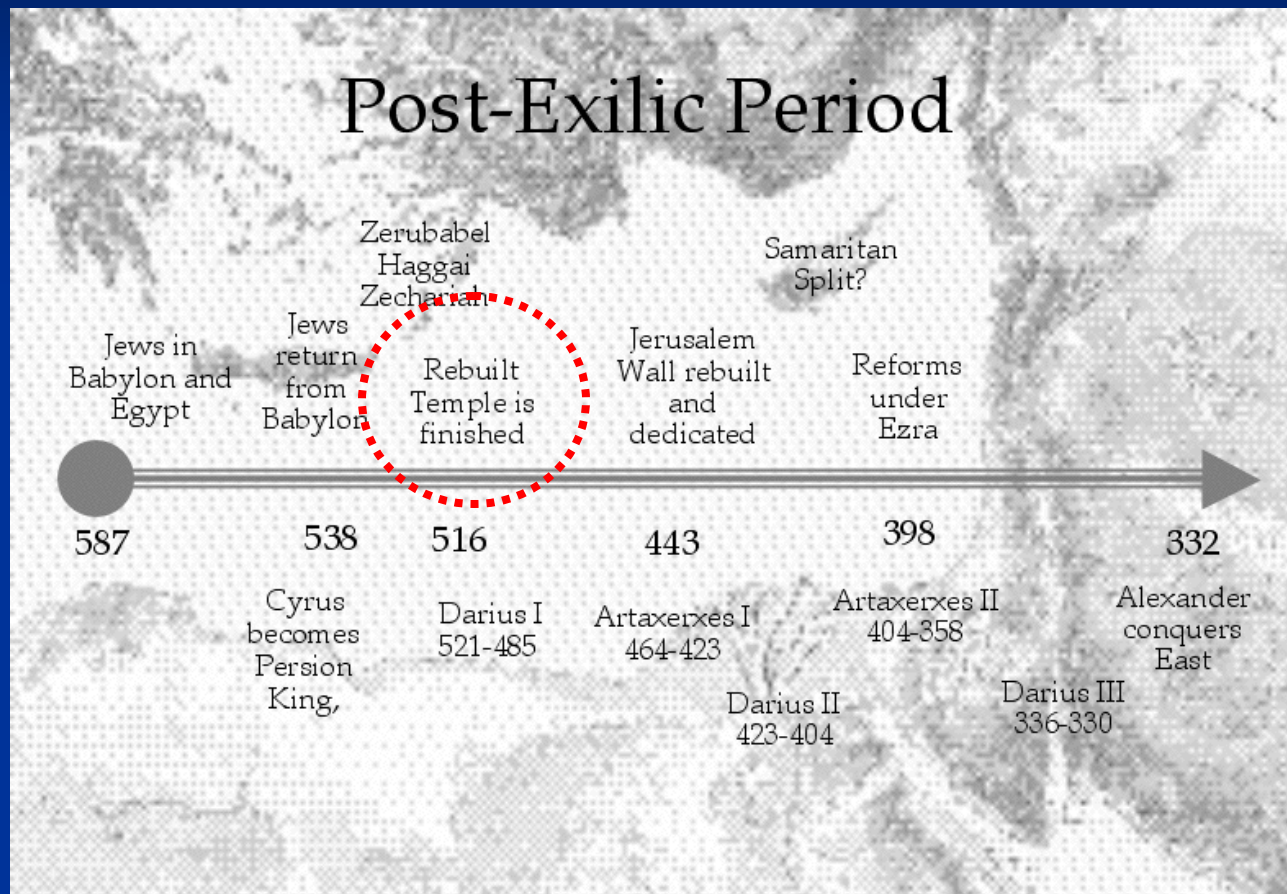 Post-Exilic Period
Zerubabel
Haggai
Zechariah
Samaritan
Split?
Jews in
Babylon and
Egypt
Jews
return
from
Babylon
Rebuilt
Temple is
finished
Jerusalem
Wall rebuilt
and
dedicated
Reforms
under
Ezra
587
538
516
443
398
332
Cyrus
becomes
Persion
King,
Darius I
521-485
Artaxerxes I
464-423
Darius II
423-404
Artaxerxes II
404-358
Darius III
336-330
Alexander
conquers
East